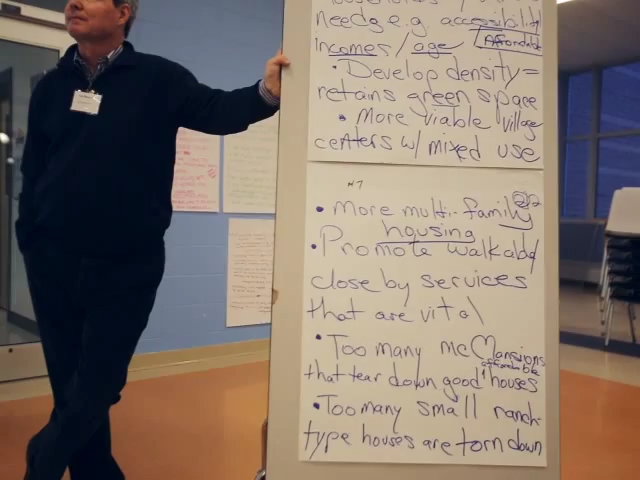 needs e.g. accessibility
incomes / age Affordable
• Develop density =
retains green space
• More viable village
centers w/ mixed use
#7
• More multi-family
housing
• Promote walkable
close by services
that are vital
• Too many McMansions
affordable
that tear down good houses
• Too many small ranch
type houses are torn down